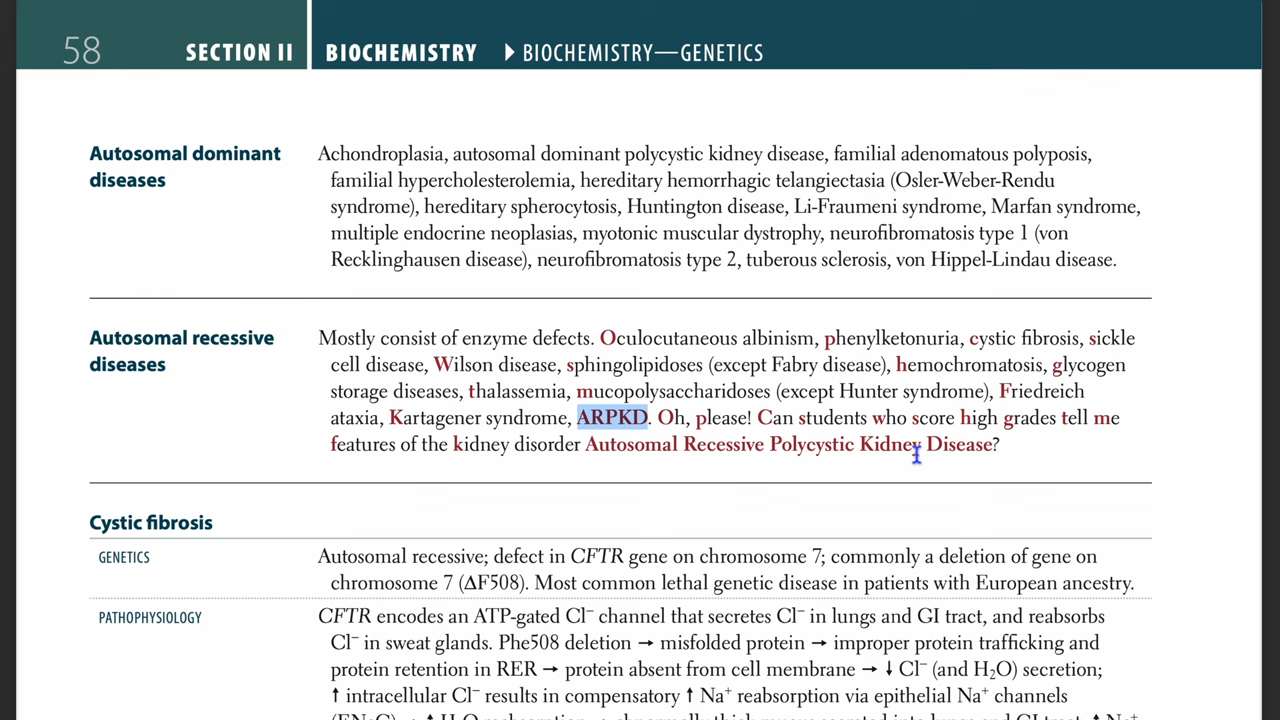 58 SECTION II BIOCHEMISTRY ▶ BIOCHEMISTRY—GENETICS
Autosomal dominant
diseases
Achondroplasia, autosomal dominant polycystic kidney disease, familial adenomatous polyposis,
familial hypercholesterolemia, hereditary hemorrhagic telangiectasia (Osler-Weber-Rendu
syndrome), hereditary spherocytosis, Huntington disease, Li-Fraumeni syndrome, Marfan syndrome,
multiple endocrine neoplasias, myotonic muscular dystrophy, neurofibromatosis type 1 (von
Recklinghausen disease), neurofibromatosis type 2, tuberous sclerosis, von Hippel-Lindau disease.
Autosomal recessive
diseases
Mostly consist of enzyme defects. Oculocutaneous albinism, phenylketonuria, cystic fibrosis, sickle
cell disease, Wilson disease, sphingolipidoses (except Fabry disease), hemochromatosis, glycogen
storage diseases, thalassemia, mucopolysaccharidoses (except Hunter syndrome), Friedreich
ataxia, Kartagener syndrome, ARPKD. Oh, please! Can students who score high grades tell me
features of the kidney disorder Autosomal Recessive Polycystic Kidney Disease?
Cystic fibrosis
GENETICS
Autosomal recessive; defect in CFTR gene on chromosome 7; commonly a deletion of gene on
chromosome 7 (ΔF508). Most common lethal genetic disease in patients with European ancestry.
PATHOPHYSIOLOGY
CFTR encodes an ATP-gated Cl⁻ channel that secretes Cl⁻ in lungs and GI tract, and reabsorbs
Cl⁻ in sweat glands. Phe508 deletion → misfolded protein → improper protein trafficking and
protein retention in RER → protein absent from cell membrane → ↓ Cl⁻ (and H₂O) secretion;
↑ intracellular Cl⁻ results in compensatory ↑ Na⁺ reabsorption via epithelial Na⁺ channels